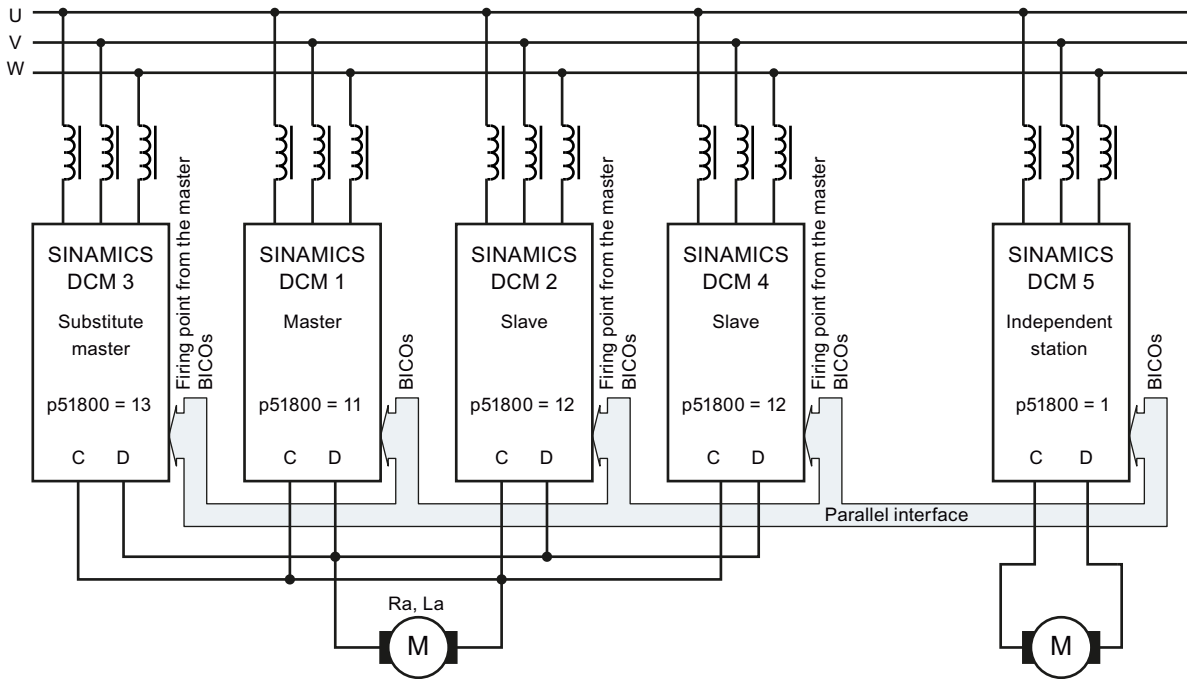 U
V
W
SINAMICS
DCM 3
Substitute
master
p51800 = 13
C D
Firing point from the master
BICOs
SINAMICS
DCM 1
Master
p51800 = 11
C D
BICOs
SINAMICS
DCM 2
Slave
p51800 = 12
C D
Firing point from the master
BICOs
SINAMICS
DCM 4
Slave
p51800 = 12
C D
Firing point from the master
BICOs
SINAMICS
DCM 5
Independent
station
p51800 = 1
C D
BICOs
Parallel interface
Ra, La
M
M